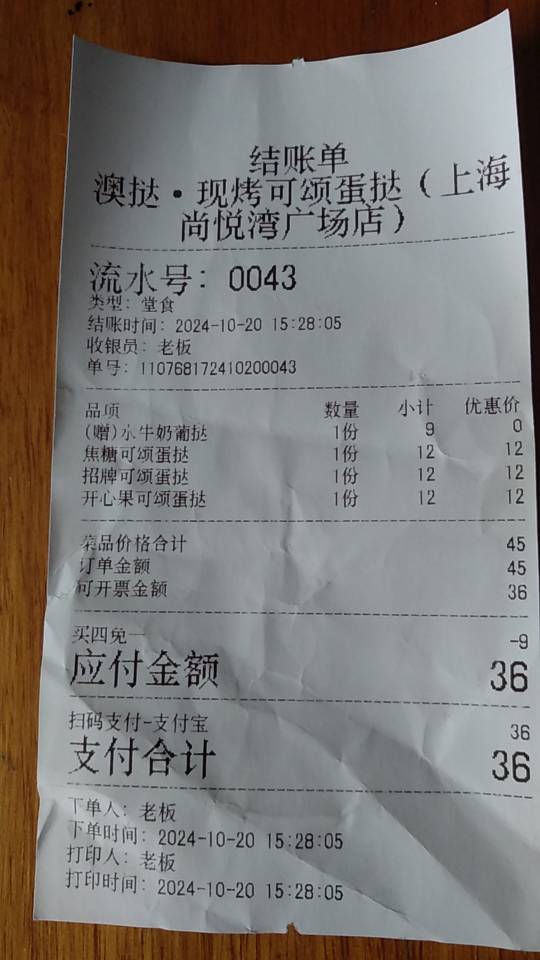 结账单
澳挞·现烤可颂蛋挞(上海
尚悦湾广场店)
流水号: 0043
类型: 堂食
结账时间: 2024-10-20 15:28:05
收银员: 老板
单号: 110768172410200043
品项 数量 小计 优惠价
(赠)水牛奶葡挞 1份 9 0
焦糖可颂蛋挞 1份 12 12
招牌可颂蛋挞 1份 12 12
开心果可颂蛋挞 1份 12 12
菜品价格合计 45
订单金额 45
可开票金额 36
买四免一 -9
应付金额 36
扫码支付-支付宝 36
支付合计 36
下单人: 老板
下单时间: 2024-10-20 15:28:05
打印人: 老板
打印时间: 2024-10-20 15:28:05